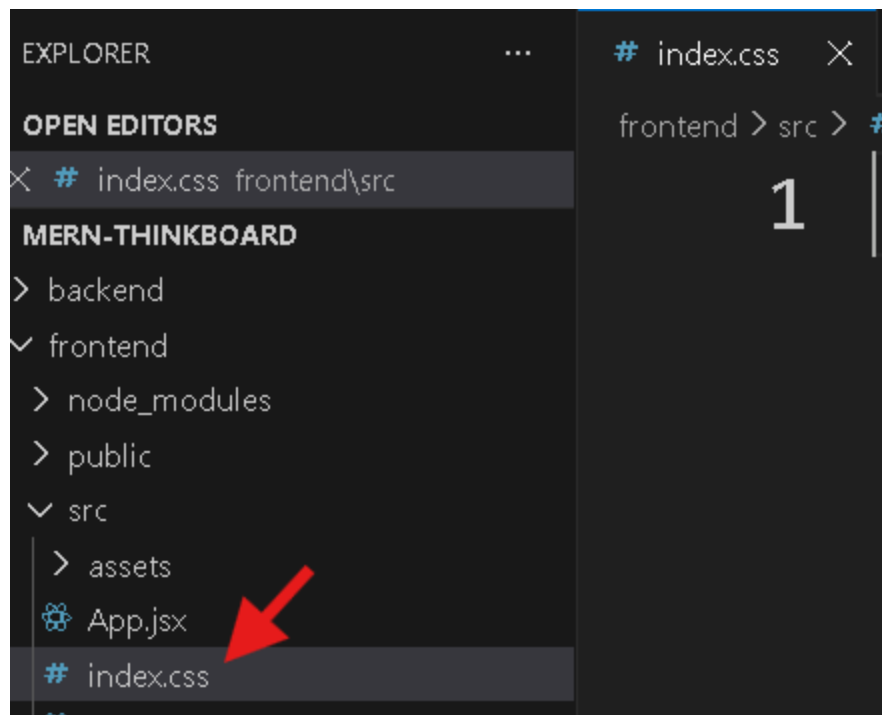 EXPLORER ...
OPEN EDITORS
# index.css frontend\src
MERN-THINKBOARD
> backend
frontend
> node_modules
> public
src
> assets
App.jsx
# index.css
# index.css
frontend > src > #
1